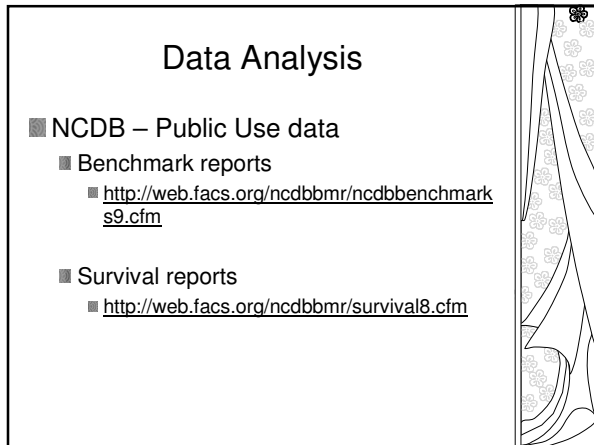 Data Analysis
NCDB – Public Use data
Benchmark reports
http://web.facs.org/ncdbbmr/ncdbbenchmark
s9.cfm
Survival reports
http://web.facs.org/ncdbbmr/survival8.cfm